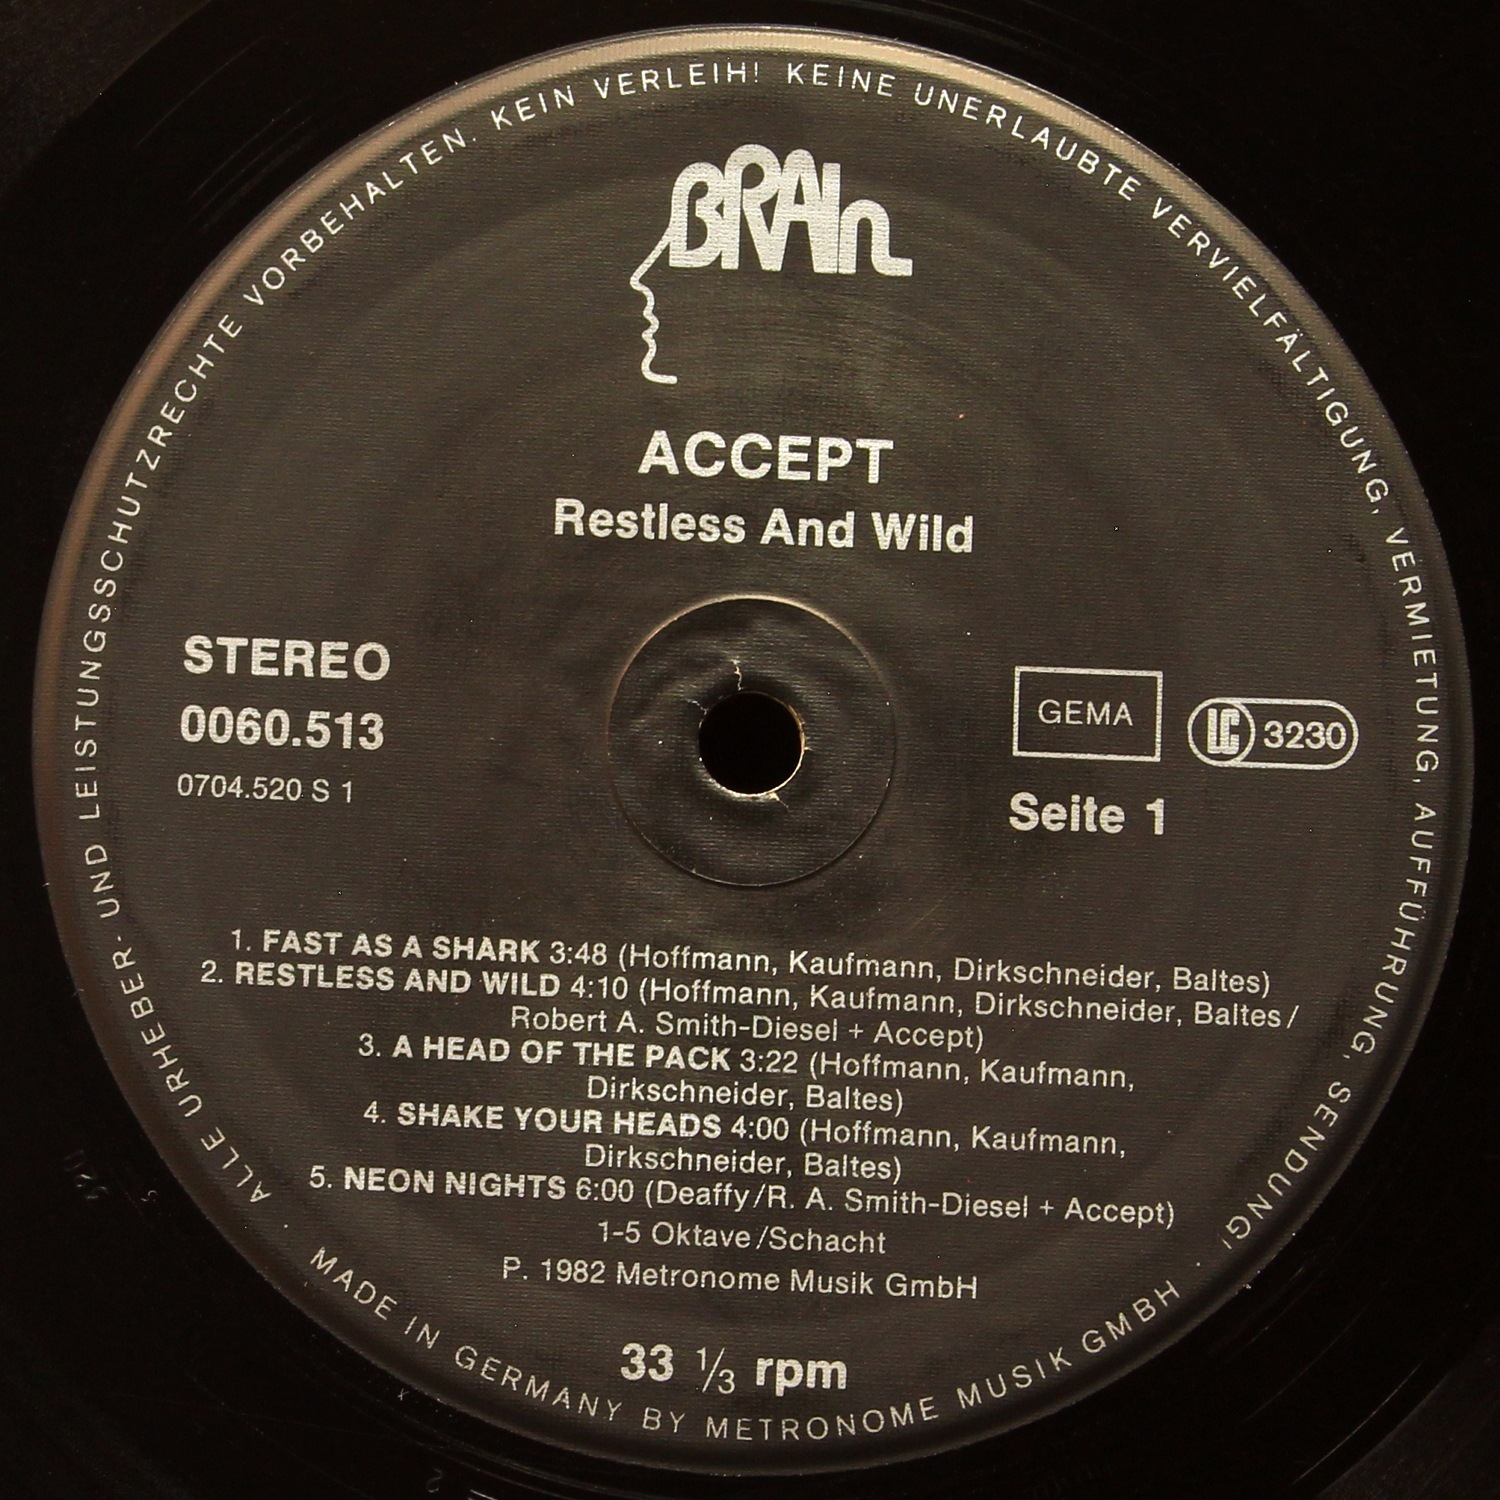 ALLE URHEBER- UND LEISTUNGSSCHUTZRECHTE VORBEHALTEN. KEIN VERLEIH! KEINE UNERLAUBTE VERVIELFÄLTIGUNG, VERMIETUNG, AUFFÜHRUNG, SENDUNG!
BRAIn
ACCEPT
Restless And Wild
STEREO
0060.513
0704.520 S 1
GEMA
LC 3230
Seite 1
1. FAST AS A SHARK 3:48 (Hoffmann, Kaufmann, Dirkschneider, Baltes)
2. RESTLESS AND WILD 4:10 (Hoffmann, Kaufmann, Dirkschneider, Baltes/
Robert A. Smith-Diesel + Accept)
3. A HEAD OF THE PACK 3:22 (Hoffmann, Kaufmann,
Dirkschneider, Baltes)
4. SHAKE YOUR HEADS 4:00 (Hoffmann, Kaufmann,
Dirkschneider, Baltes)
5. NEON NIGHTS 6:00 (Deaffy/R. A. Smith-Diesel + Accept)
1-5 Oktave/Schacht
P. 1982 Metronome Musik GmbH
33 ⅓ rpm
MADE IN GERMANY BY METRONOME MUSIK GMBH